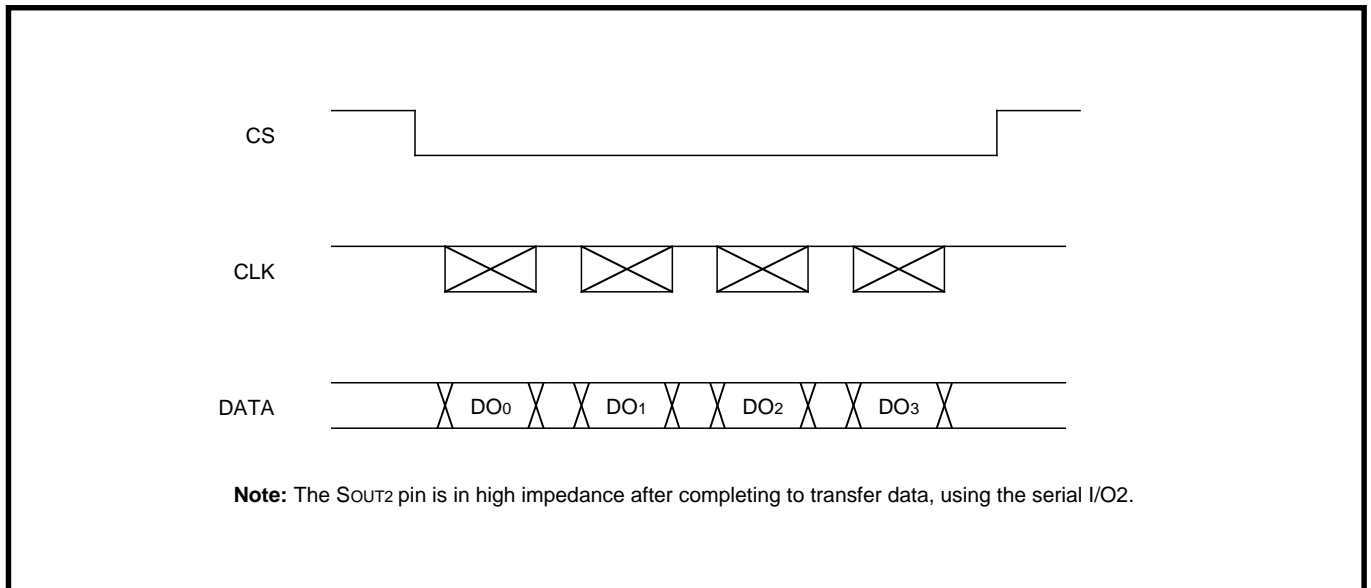 CS
CLK
DATA
DO0
DO1
DO2
DO3
Note: The SOUT2 pin is in high impedance after completing to transfer data, using the serial I/O2.